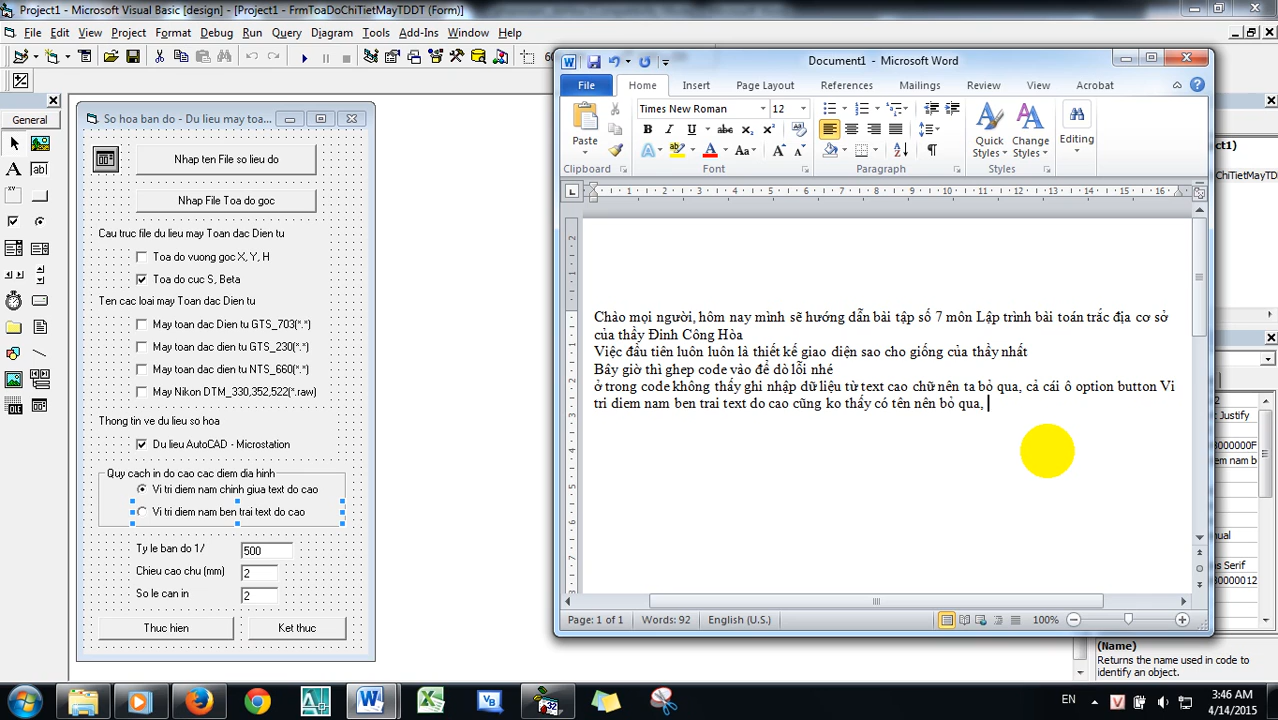 Project1 - Microsoft Visual Basic [design] - [Project1 - FrmToaDoChiTietMayTDDT (Form)]
File Edit View Project Format Debug Run Query Diagram Tools Add-Ins Window Help
General
So hoa ban do - Du lieu may toa...
Nhap ten File so lieu do
Nhap File Toa do goc
Cau truc file du lieu may Toan dac Dien tu
Toa do vuong goc X, Y, H
Toa do cuc S, Beta
Ten cac loai may Toan dac Dien tu
May toan dac Dien tu GTS_703(*.*)
May toan dac Dien tu GTS_230(*.*)
May toan dac Dien tu NTS_660(*.*)
May Nikon DTM_330,352,522(*.raw)
Thong tin ve du lieu so hoa
Du lieu AutoCAD - Microstation
Quy cach in do cao cac diem dia hinh
Vi tri diem nam chinh giua text do cao
Vi tri diem nam ben trai text do cao
Ty le ban do 1/ 500
Chieu cao chu (mm) 2
So le can in 2
Thuc hien Ket thuc
Document1 - Microsoft Word
File Home Insert Page Layout References Mailings Review View Acrobat
Times New Roman 12
Paste
Change Styles
Quick Styles
Editing
Clipboard Font Paragraph Styles
Chào mọi người, hôm nay mình sẽ hướng dẫn bài tập số 7 môn Lập trình bài toán trắc địa cơ sở
của thầy Đinh Công Hòa
Việc đầu tiên luôn luôn là thiết kế giao diện sao cho giống của thầy nhất
Bây giờ thì ghep code vào để dò lỗi nhé
ở trong code không thấy ghi nhập dữ liệu từ text cao chữ nên ta bỏ qua, cả cái ô option button Vi
tri diem nam ben trai text do cao cũng ko thấy có tên nên bỏ qua,
Page: 1 of 1 Words: 92 English (U.S.) 100%
(Name)
Returns the name used in code to
identify an object.
EN
3:46 AM
4/14/2015